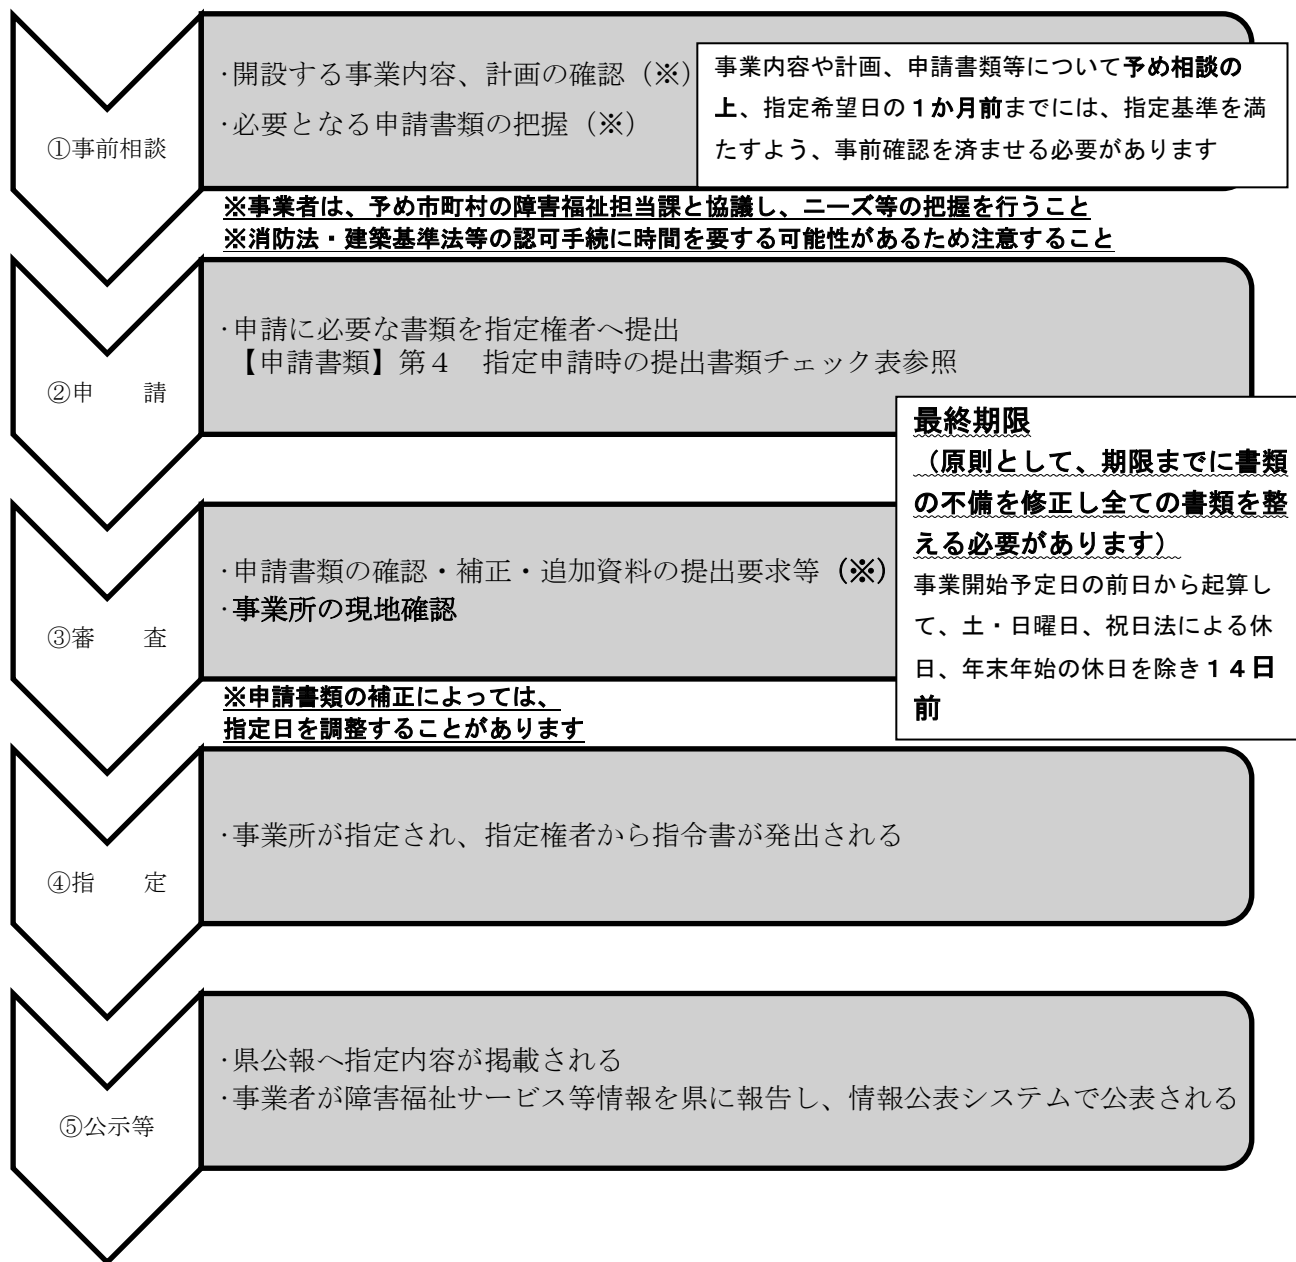 ①事前相談
・開設する事業内容、計画の確認（※）
・必要となる申請書類の把握（※）
事業内容や計画、申請書類等について予め相談の
上、指定希望日の１か月前までには、指定基準を満
たすよう、事前確認を済ませる必要があります
※事業者は、予め市町村の障害福祉担当課と協議し、ニーズ等の把握を行うこと
※消防法・建築基準法等の認可手続に時間を要する可能性があるため注意すること
②申　　請
・申請に必要な書類を指定権者へ提出
【申請書類】第４　指定申請時の提出書類チェック表参照
最終期限
（原則として、期限までに書類
の不備を修正し全ての書類を整
える必要があります）
事業開始予定日の前日から起算し
て、土・日曜日、祝日法による休
日、年末年始の休日を除き１４日
前
③審　　査
・申請書類の確認・補正・追加資料の提出要求等（※）
・事業所の現地確認
※申請書類の補正によっては、
指定日を調整することがあります
④指　　定
・事業所が指定され、指定権者から指令書が発出される
⑤公示等
・県公報へ指定内容が掲載される
・事業者が障害福祉サービス等情報を県に報告し、情報公表システムで公表される